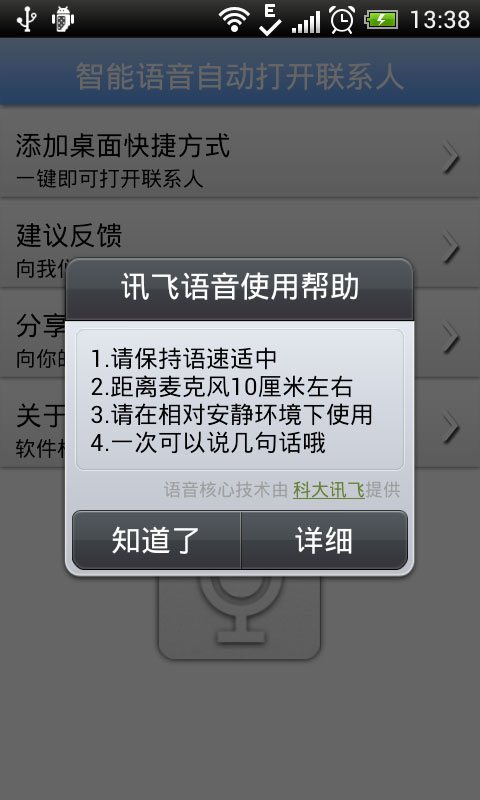 E 13:38
智能语音自动打开联系人
添加桌面快捷方式
一键即可打开联系人
建议反馈
向我们
讯飞语音使用帮助
分享
向你的
关于
软件
1.请保持语速适中
2.距离麦克风10厘米左右
3.请在相对安静环境下使用
4.一次可以说几句话哦
语音核心技术由 科大讯飞提供
知道了 详细